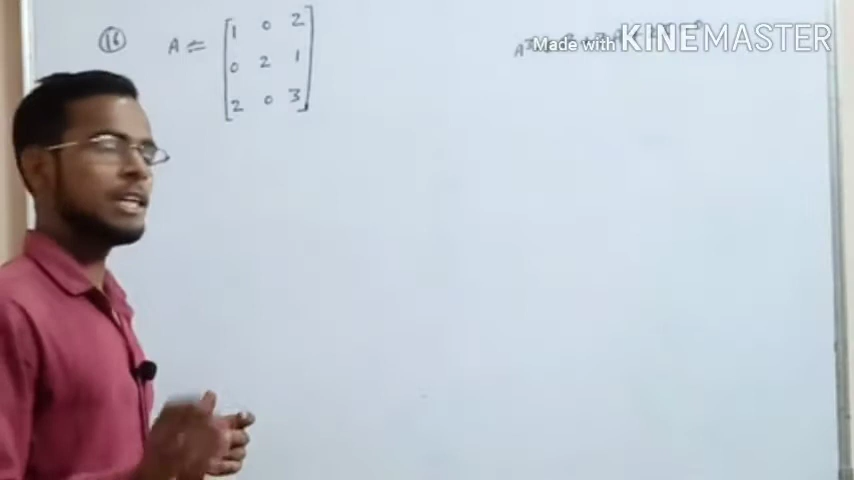 16
A = [1 0 2
0 2 1
2 0 3]
Made with KINEMASTER